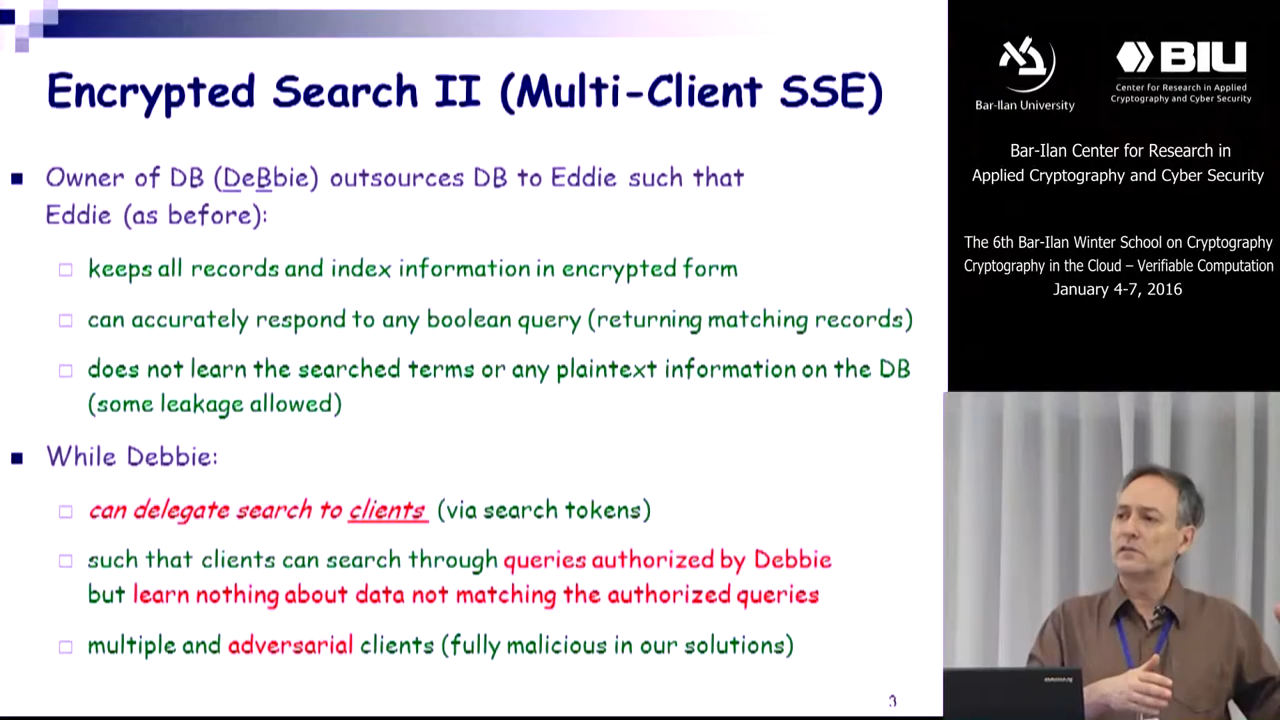 Encrypted Search II (Multi-Client SSE)
Owner of DB (DeBbie) outsources DB to Eddie such that
Eddie (as before):
keeps all records and index information in encrypted form
can accurately respond to any boolean query (returning matching records)
does not learn the searched terms or any plaintext information on the DB
(some leakage allowed)
While Debbie:
can delegate search to clients (via search tokens)
such that clients can search through queries authorized by Debbie
but learn nothing about data not matching the authorized queries
multiple and adversarial clients (fully malicious in our solutions)
3
Bar-Ilan University
BIU
Center for Research in Applied
Cryptography and Cyber Security
Bar-Ilan Center for Research in
Applied Cryptography and Cyber Security
The 6th Bar-Ilan Winter School on Cryptography
Cryptography in the Cloud – Verifiable Computation
January 4-7, 2016